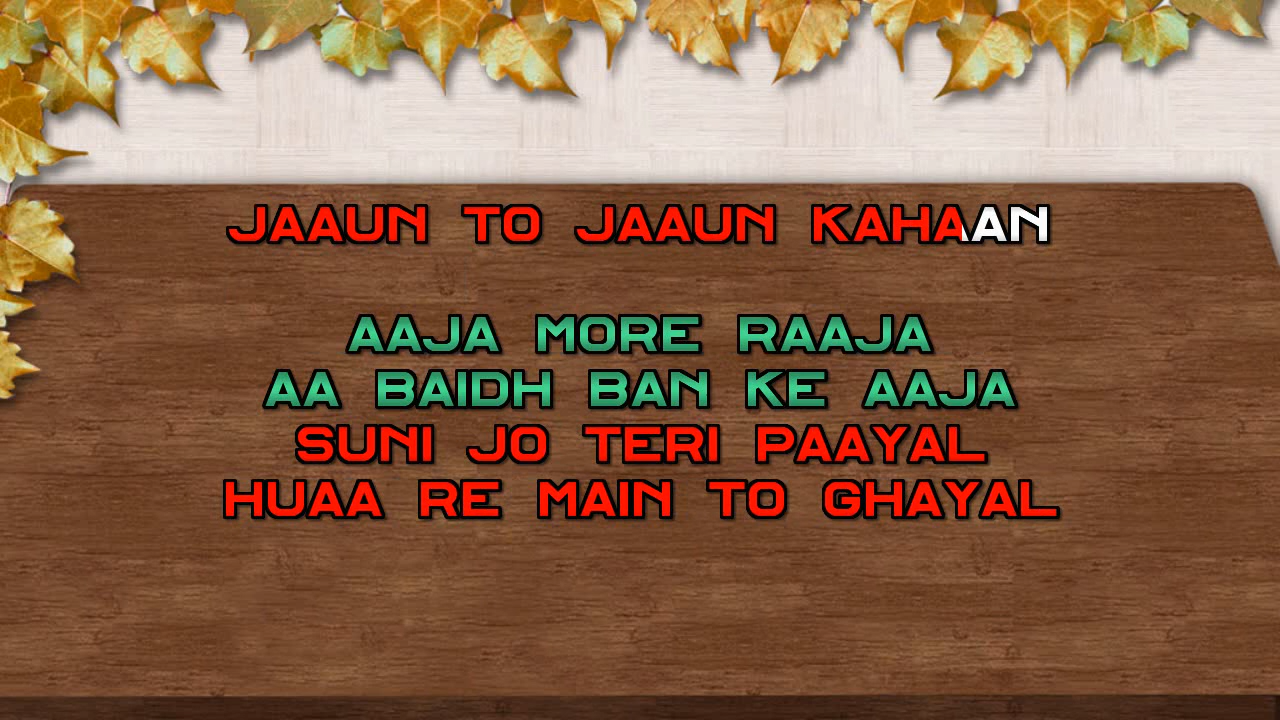 JAAUN TO JAAUN KAHAAN
AAJA MORE RAAJA
AA BAIDH BAN KE AAJA
SUNI JO TERI PAAYAL
HUAA RE MAIN TO GHAYAL